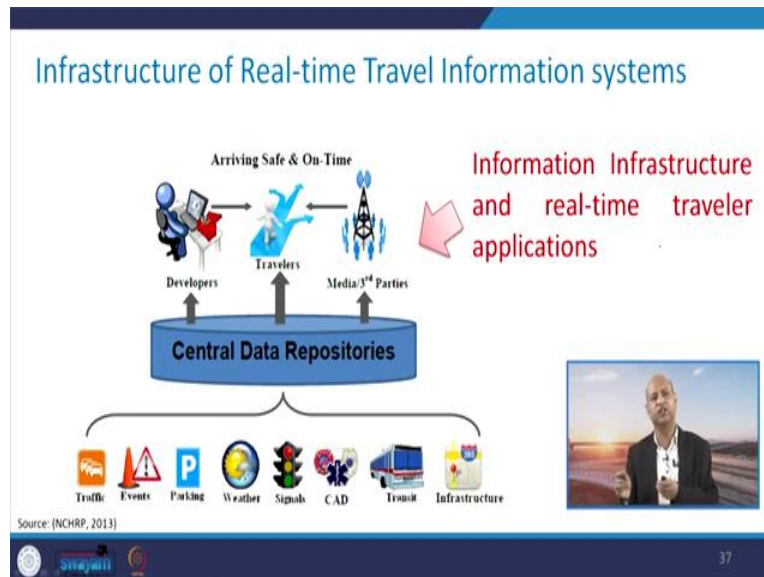 Infrastructure of Real-time Travel Information systems
Arriving Safe & On-Time
Information Infrastructure
and real-time traveler
applications
Developers
Travelers
Media/3rd Parties
Central Data Repositories
Traffic
Events
P
Parking
Weather
Signals
CAD
Transit
Infrastructure
Source: (NCHRP, 2013)
swayam
37